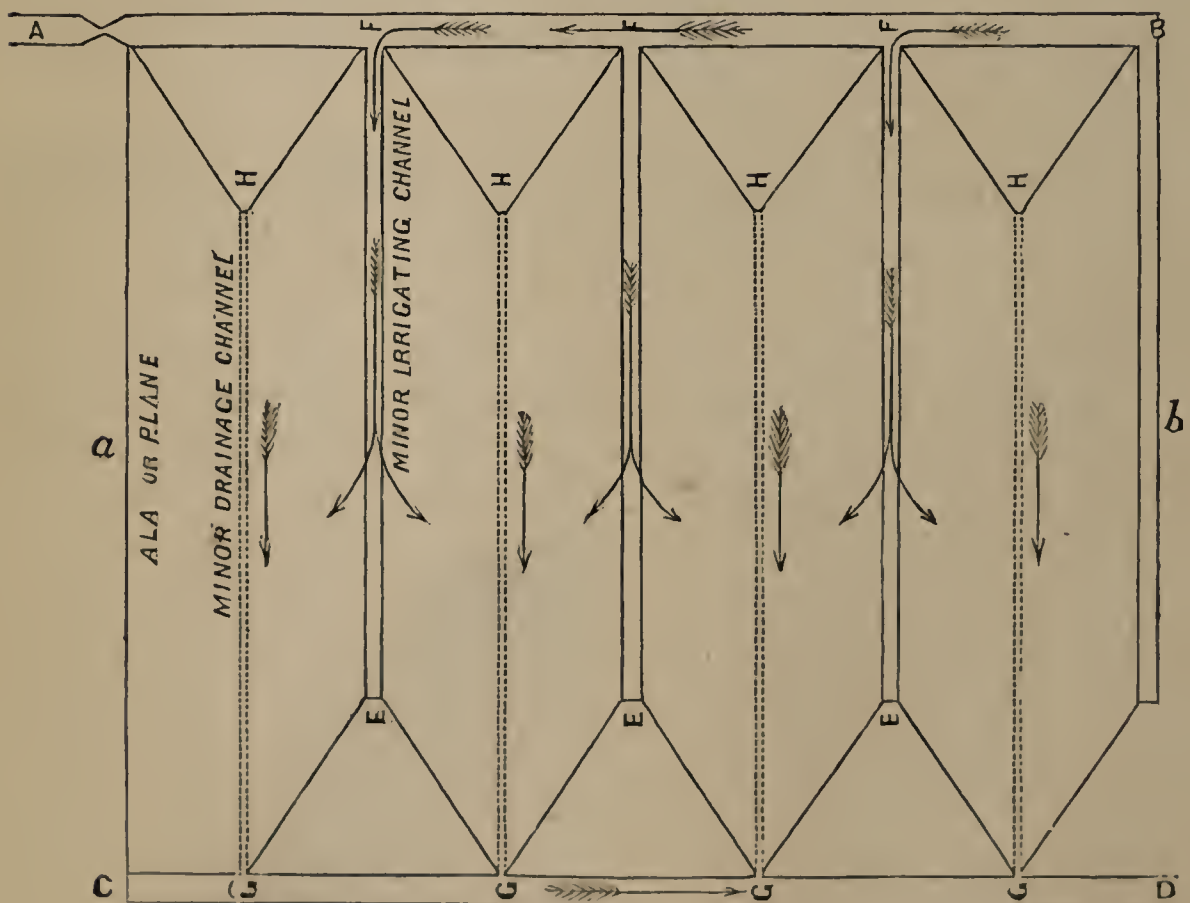 A
F
F
F
B
H
H
H
H
MINOR DRAINAGE CHANNEL
MINOR IRRIGATING CHANNEL
ALA OR PLANE
a
b
E
E
E
C
G
G
G
G
D